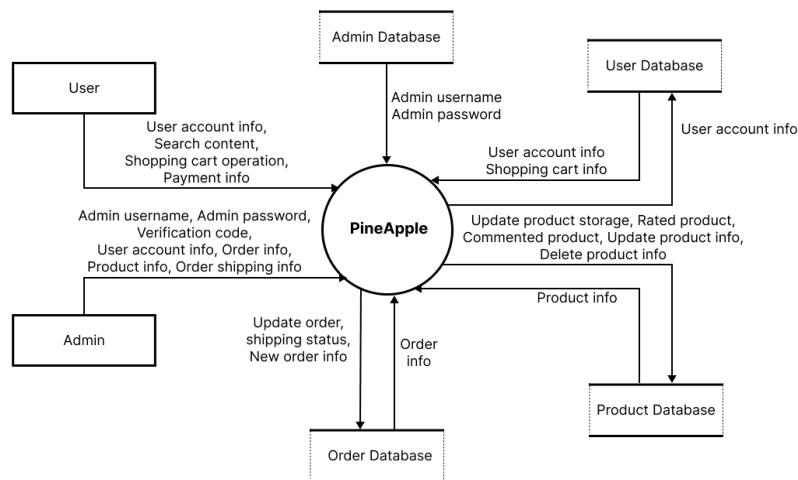 Admin Database
User Database
User
Admin username
Admin password
User account info
User account info,
Search content,
Shopping cart operation,
Payment info
User account info
Shopping cart info
PineApple
Admin username, Admin password,
Verification code,
User account info, Order info,
Product info, Order shipping info
Update product storage, Rated product,
Commented product, Update product info,
Delete product info
Product info
Admin
Update order,
shipping status,
New order info
Order
info
Product Database
Order Database